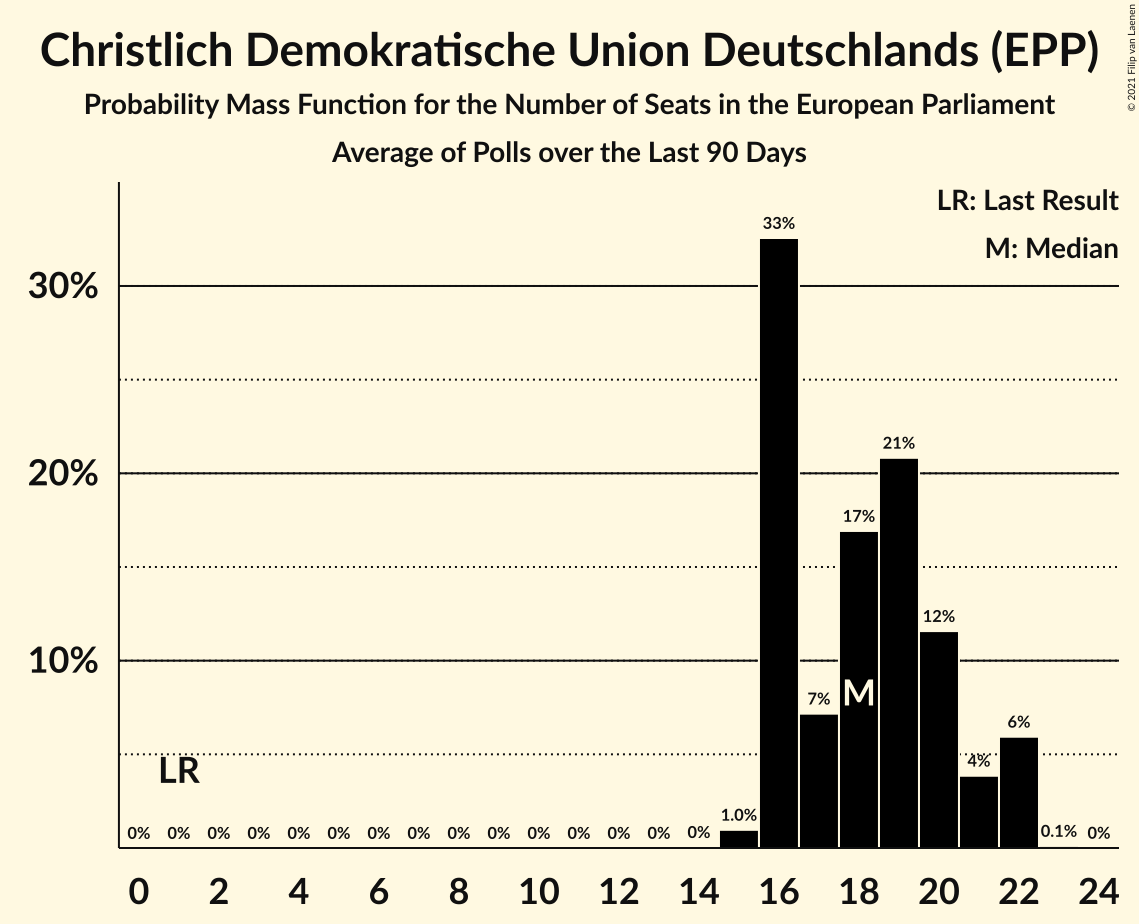 Christlich Demokratische Union Deutschlands (EPP)
Probability Mass Function for the Number of Seats in the European Parliament
Average of Polls over the Last 90 Days
© 2021 Filip van Laenen
LR: Last Result
M: Median
33%
30%
21%
20%
17%
12%
10%
7%
M
6%
4%
LR
1.0%
0% 0% 0% 0% 0% 0% 0% 0% 0% 0% 0% 0% 0% 0% 0% 0.1% 0%
0 2 4 6 8 10 12 14 16 18 20 22 24